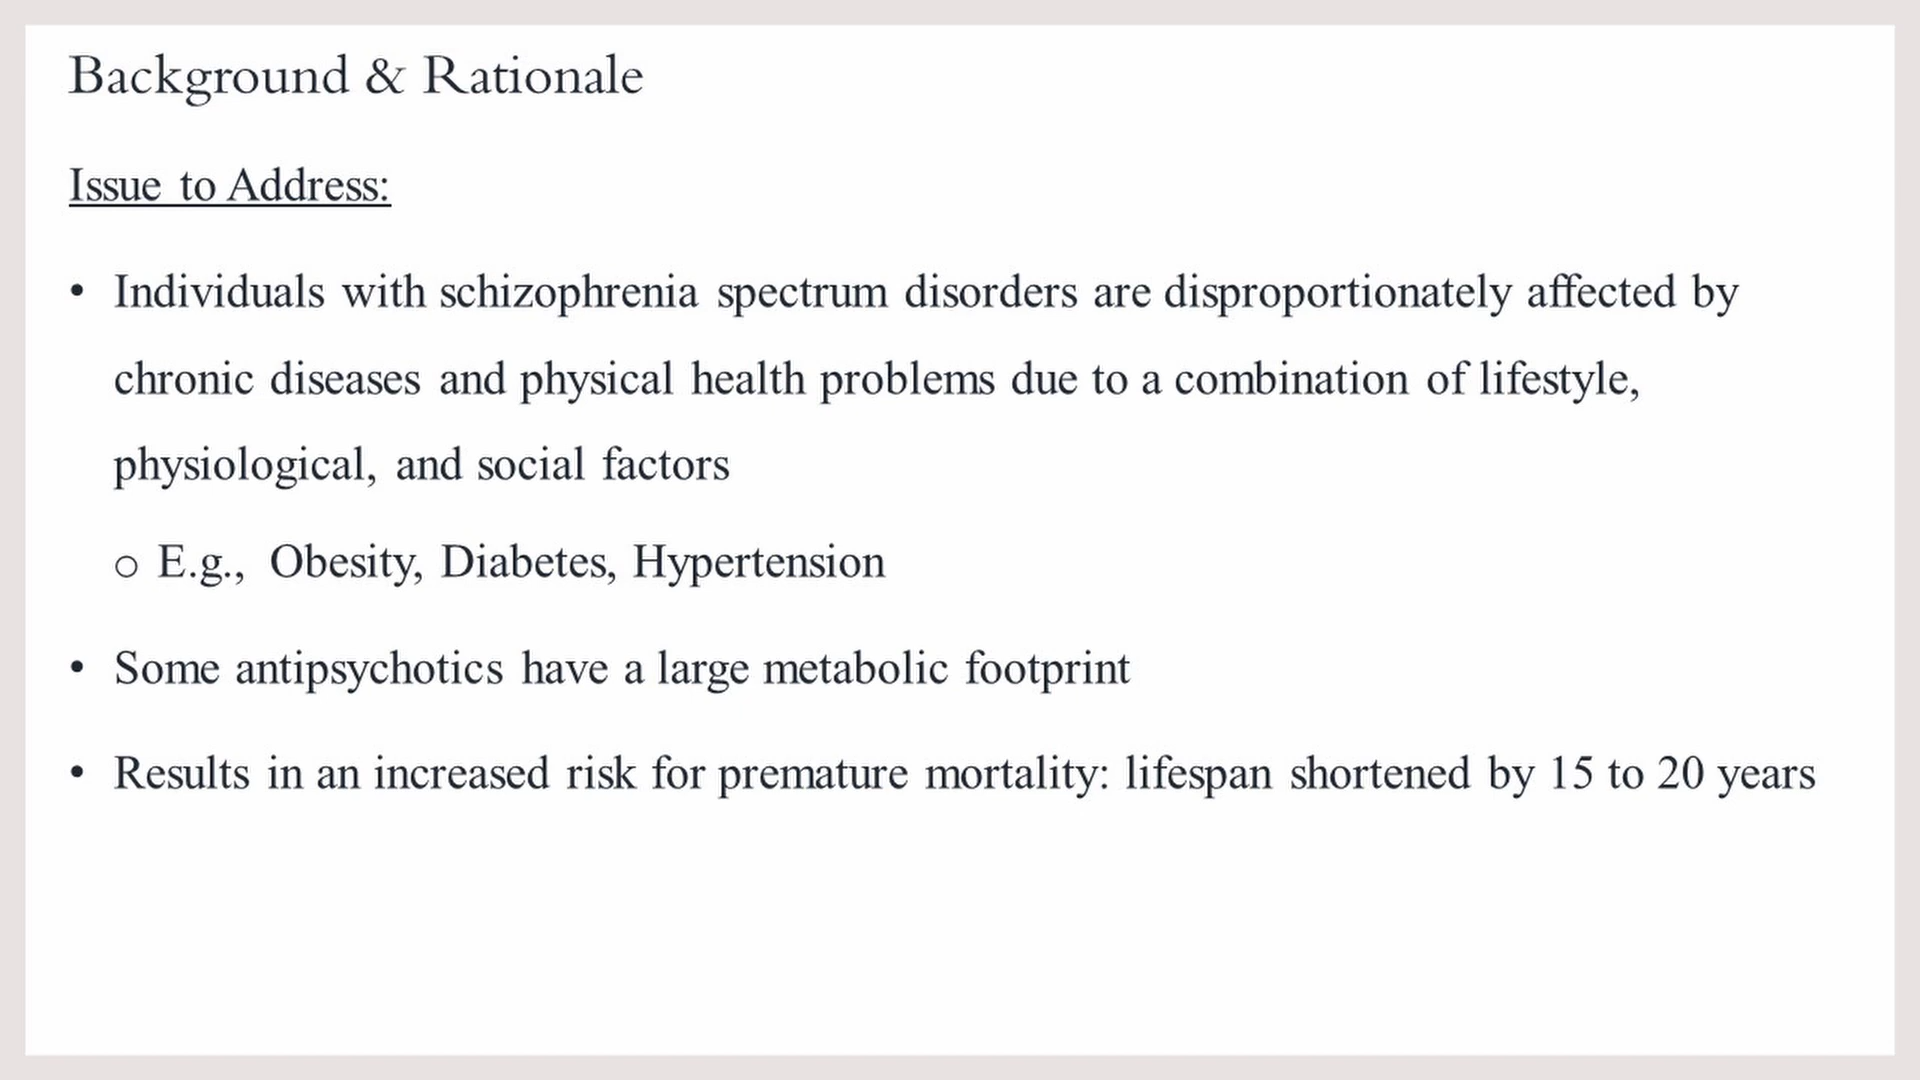 Background & Rationale
Issue to Address:
• Individuals with schizophrenia spectrum disorders are disproportionately affected by
chronic diseases and physical health problems due to a combination of lifestyle,
physiological, and social factors
o E.g., Obesity, Diabetes, Hypertension
• Some antipsychotics have a large metabolic footprint
• Results in an increased risk for premature mortality: lifespan shortened by 15 to 20 years